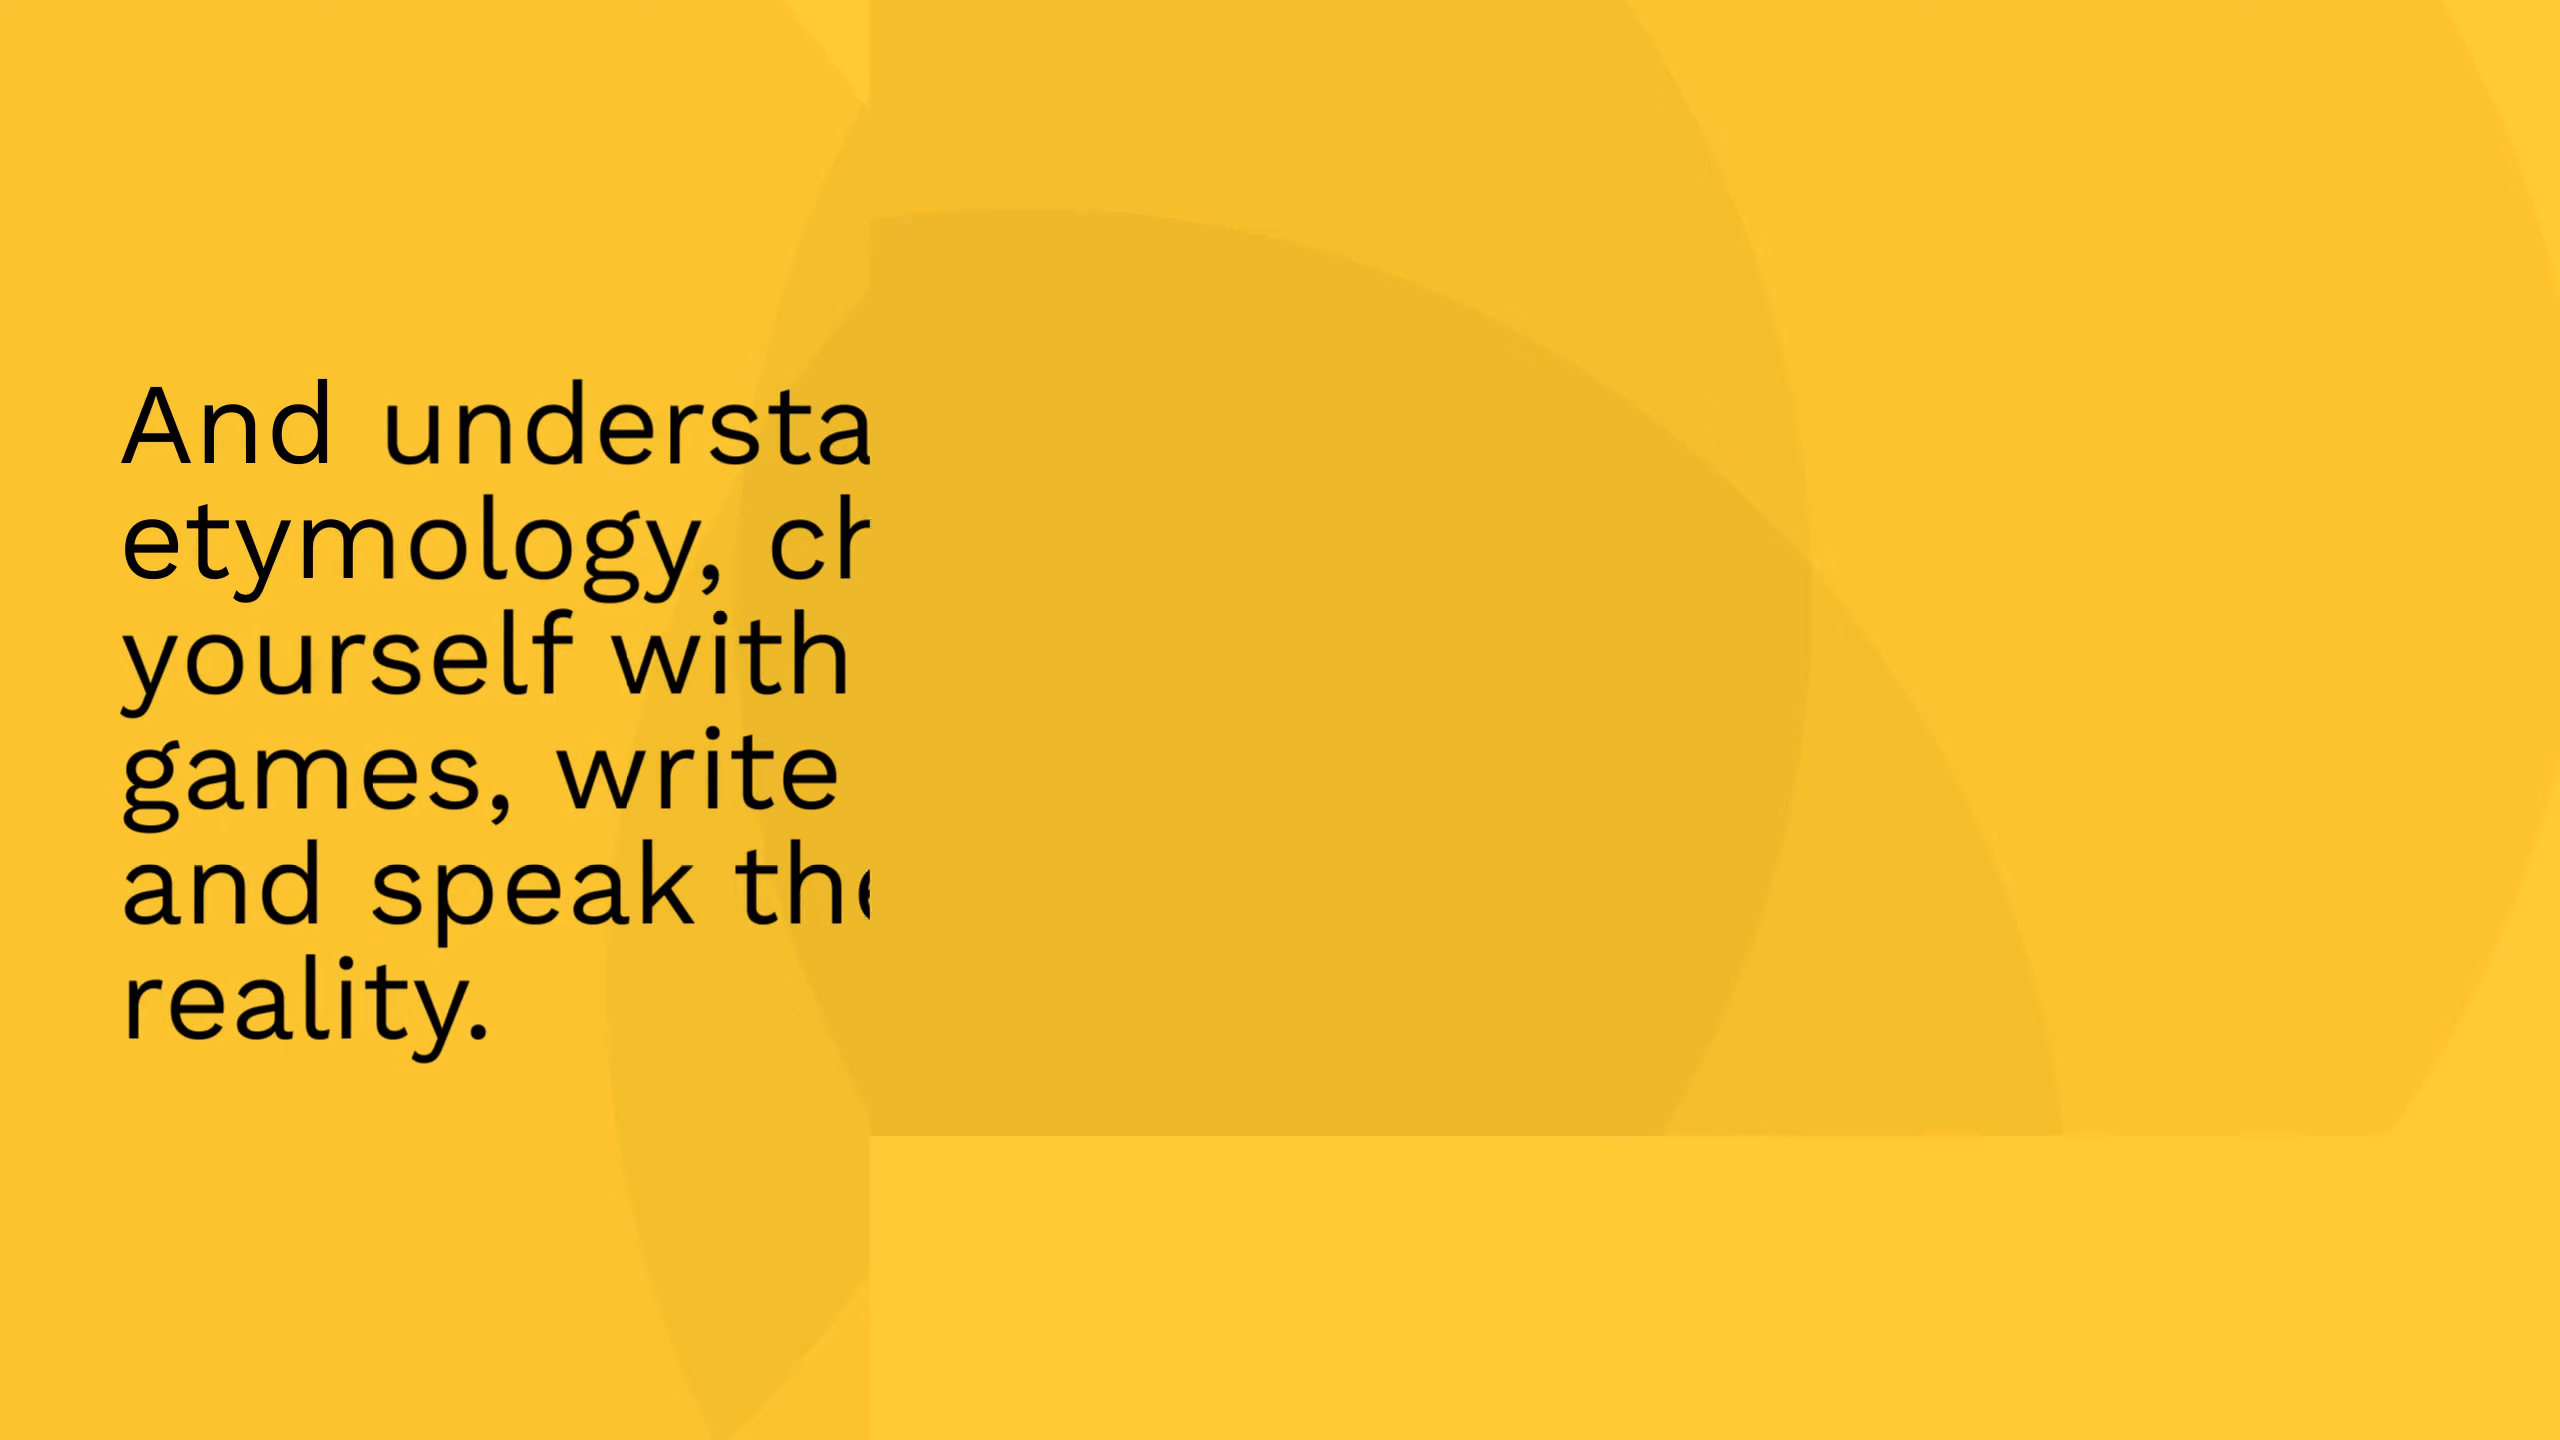 And understa
etymology, ch
yourself with
games, write
and speak the
reality.